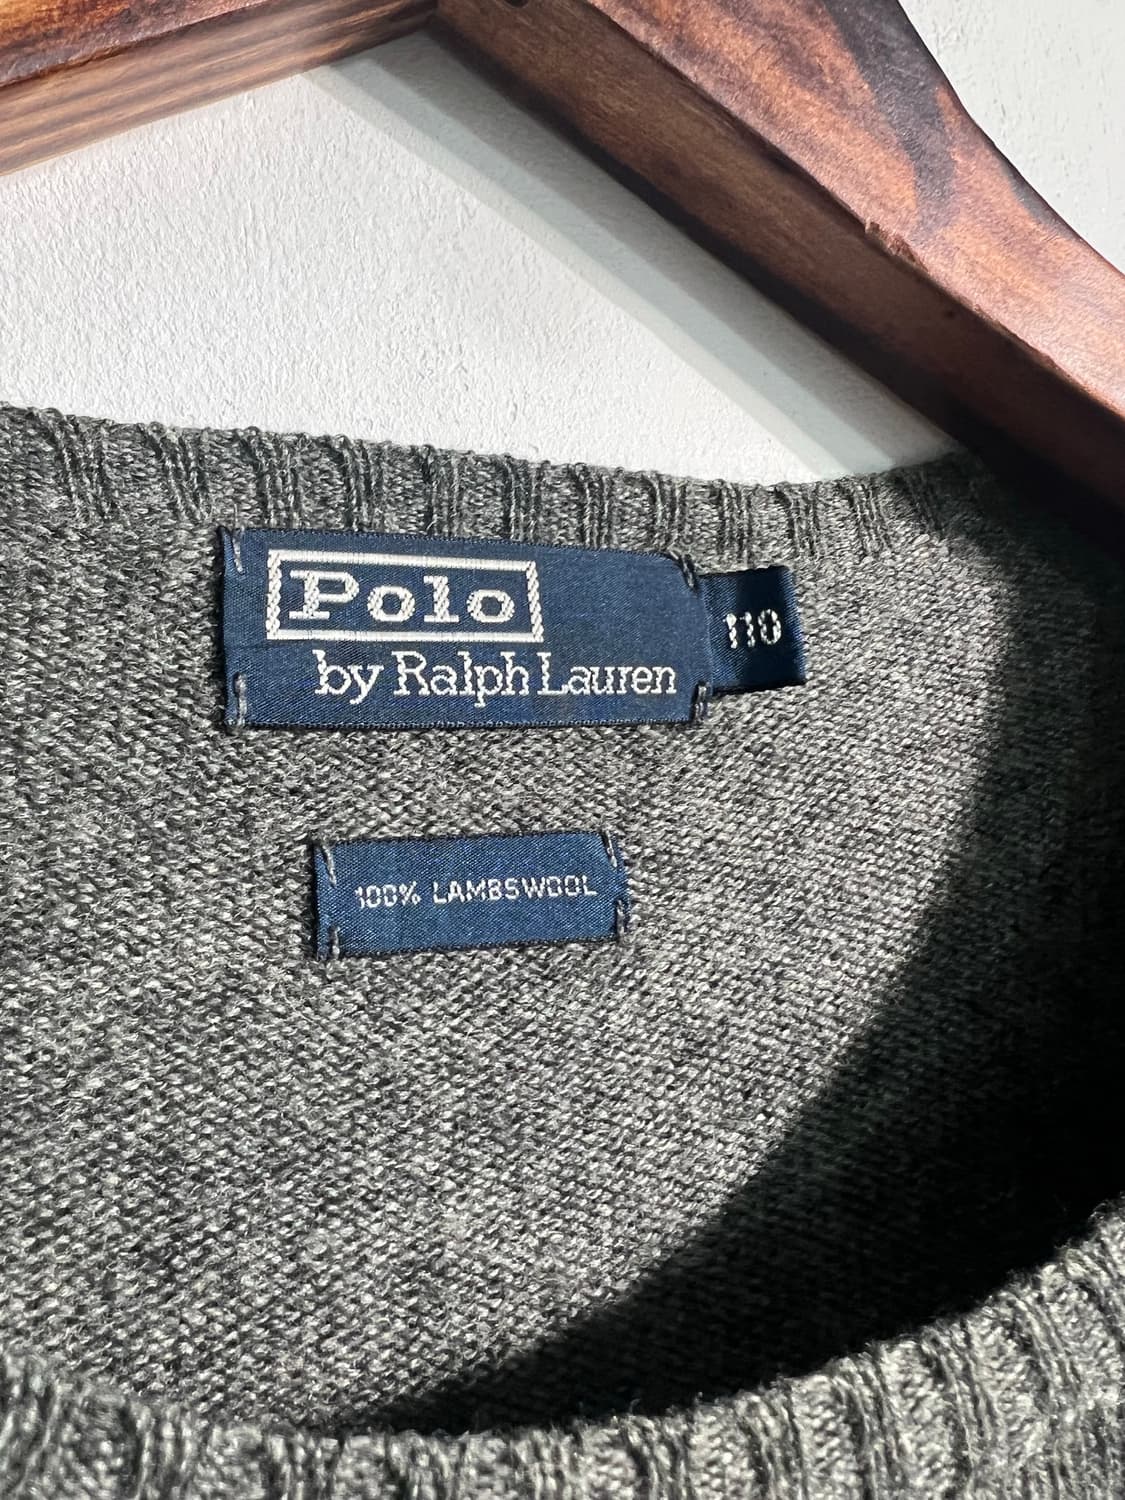 Polo
by Ralph Lauren
110
100% LAMBSWOOL